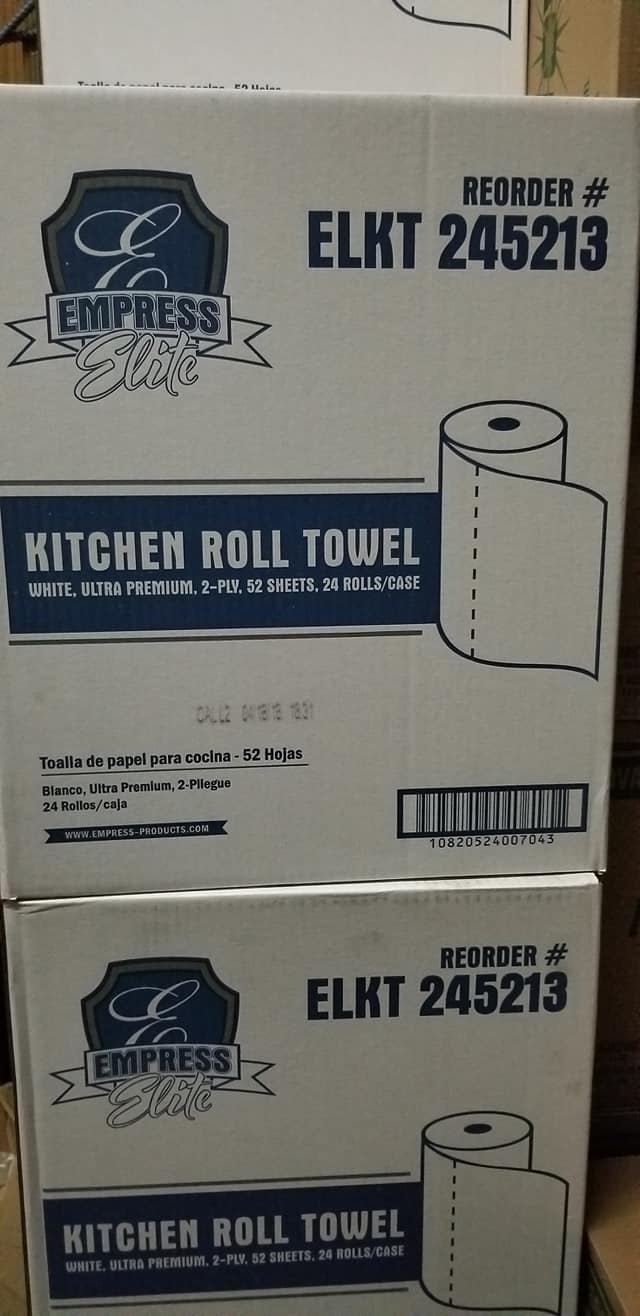 Toalla de papel para cocina - 52 Hojas
REORDER #
ELKT 245213
E
EMPRESS
Elite
KITCHEN ROLL TOWEL
WHITE, ULTRA PREMIUM, 2-PLY, 52 SHEETS, 24 ROLLS/CASE
Toalla de papel para cocina - 52 Hojas
Blanco, Ultra Premium, 2-Pliegue
24 Rollos/caja
WWW.EMPRESS-PRODUCTS.COM
10820524007043
REORDER #
ELKT 245213
E
EMPRESS
Elite
KITCHEN ROLL TOWEL
WHITE, ULTRA PREMIUM, 2-PLY, 52 SHEETS, 24 ROLLS/CASE